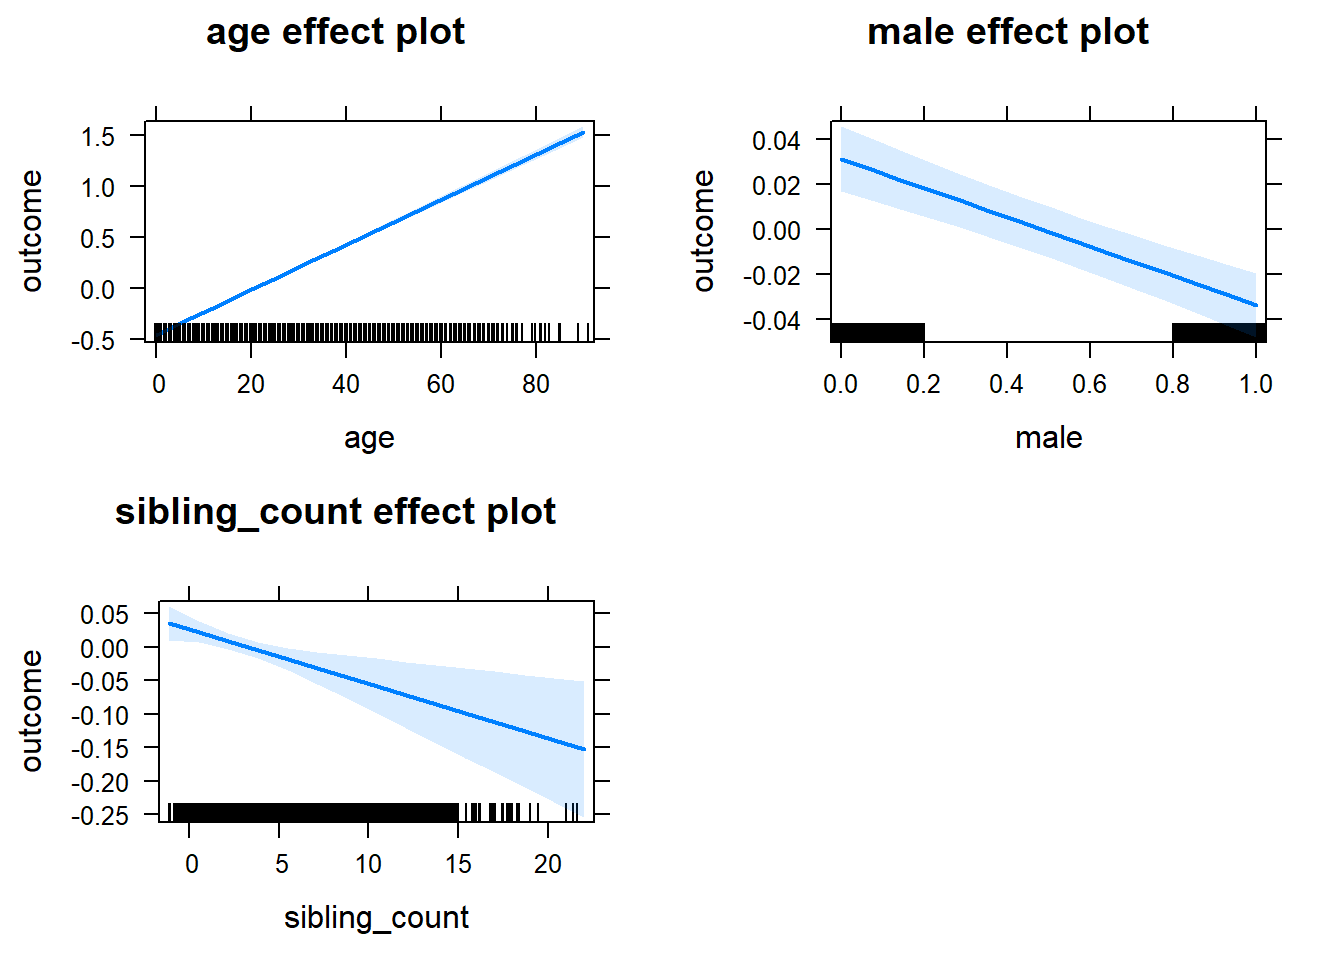 age effect plot
outcome
1.5
1.0
0.5
0.0
-0.5
0 20 40 60 80
age
male effect plot
outcome
0.04
0.02
0.00
-0.02
-0.04
0.0 0.2 0.4 0.6 0.8 1.0
male
sibling_count effect plot
outcome
0.05
0.00
-0.05
-0.10
-0.15
-0.20
-0.25
0 5 10 15 20
sibling_count